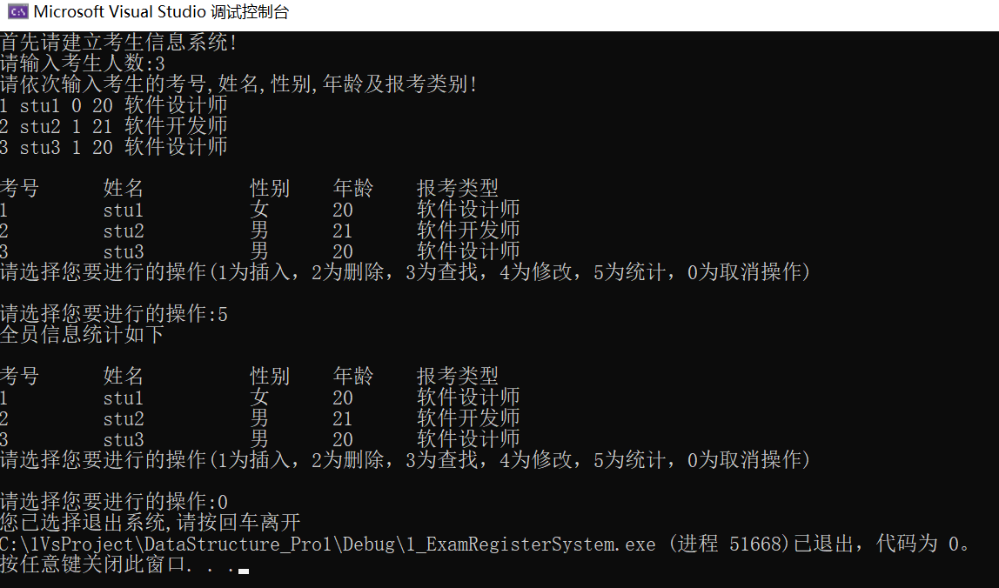 Microsoft Visual Studio 调试控制台
首先请建立考生信息系统!
请输入考生人数:3
请依次输入考生的考号,姓名,性别,年龄及报考类别!
1 stu1 0 20 软件设计师
2 stu2 1 21 软件开发师
3 stu3 1 20 软件设计师
考号 姓名 性别 年龄 报考类型
1 stu1 女 20 软件设计师
2 stu2 男 21 软件开发师
3 stu3 男 20 软件设计师
请选择您要进行的操作(1为插入，2为删除，3为查找，4为修改，5为统计，0为取消操作)
请选择您要进行的操作:5
全员信息统计如下
考号 姓名 性别 年龄 报考类型
1 stu1 女 20 软件设计师
2 stu2 男 21 软件开发师
3 stu3 男 20 软件设计师
请选择您要进行的操作(1为插入，2为删除，3为查找，4为修改，5为统计，0为取消操作)
请选择您要进行的操作:0
您已选择退出系统,请按回车离开
C:\1VsProject\DataStructure_Pro1\Debug\1_ExamRegisterSystem.exe (进程 51668)已退出，代码为 0。
按任意键关闭此窗口. . .